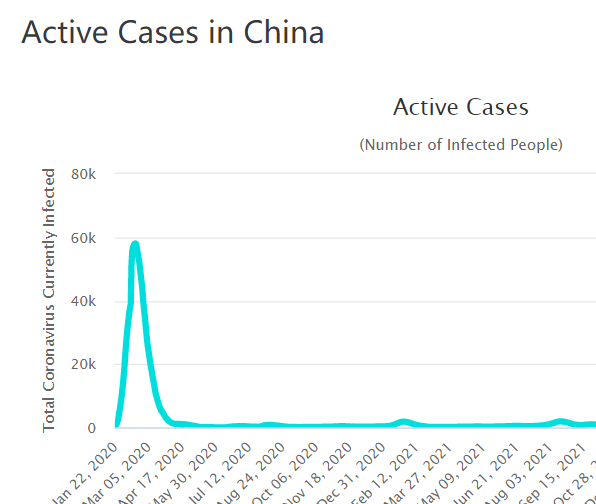 Active Cases in China
Active Cases
(Number of Infected People)
Total Coronavirus Currently Infected
80k
60k
40k
20k
0
Jan 22, 2020
Mar 05, 2020
Apr 17, 2020
May 30, 2020
Jul 12, 2020
Aug 24, 2020
Oct 06, 2020
Nov 18, 2020
Dec 31, 2020
Feb 12, 2021
Mar 27, 2021
May 09, 2021
Jun 21, 2021
Aug 03, 2021
Sep 15, 2021
Oct 28,